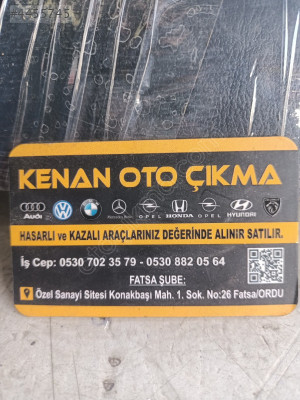 KENAN OTO ÇIKMA
Audi Mercedes-Benz OPEL HONDA OPEL HYUNDAI
HASARLI ve KAZALI ARAÇLARINIZ DEĞERİNDE ALINIR SATILIR.
İş Cep: 0530 702 35 79 - 0530 882 05 64
FATSA ŞUBE:
Özel Sanayi Sitesi Konakbaşı Mah. 1. Sok. No:26 Fatsa/ORDU